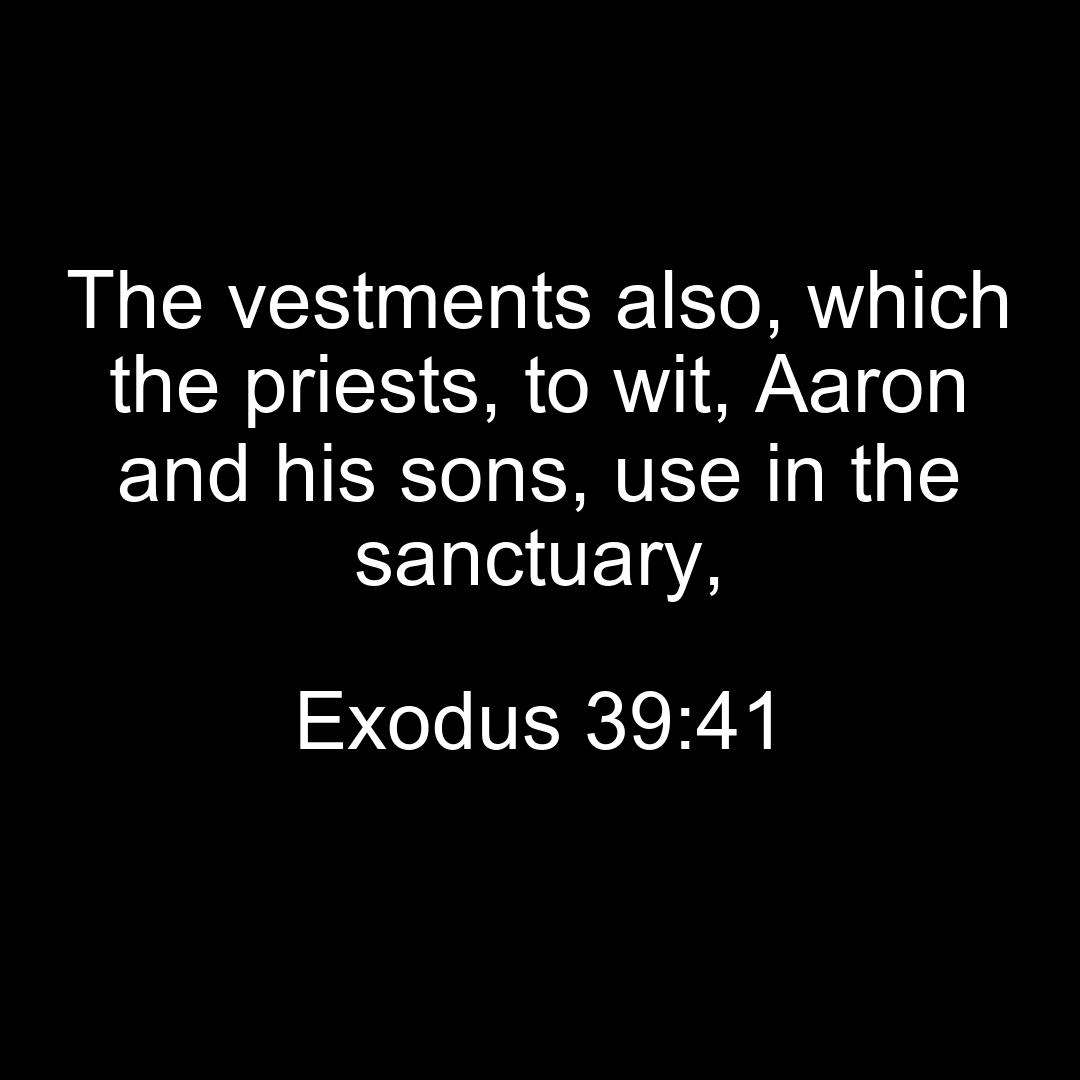 The vestments also, which
the priests, to wit, Aaron
and his sons, use in the
sanctuary,
Exodus 39:41